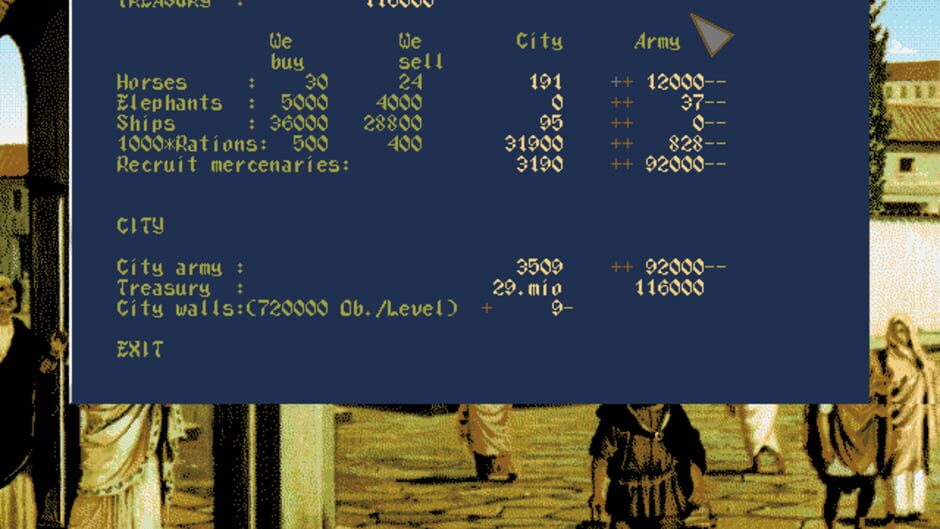 TREASURY : 116000
We We City Army
buy sell
Horses : 30 24 191 ++ 12000--
Elephants : 5000 4000 0 ++ 37--
Ships : 36000 28800 95 ++ 0--
1000*Rations: 500 400 31900 ++ 828--
Recruit mercenaries: 3190 ++ 92000--
CITY
City army : 3509 ++ 92000--
Treasury : 29.mio 116000
City walls:(720000 Ob./Level) + 9-
EXIT